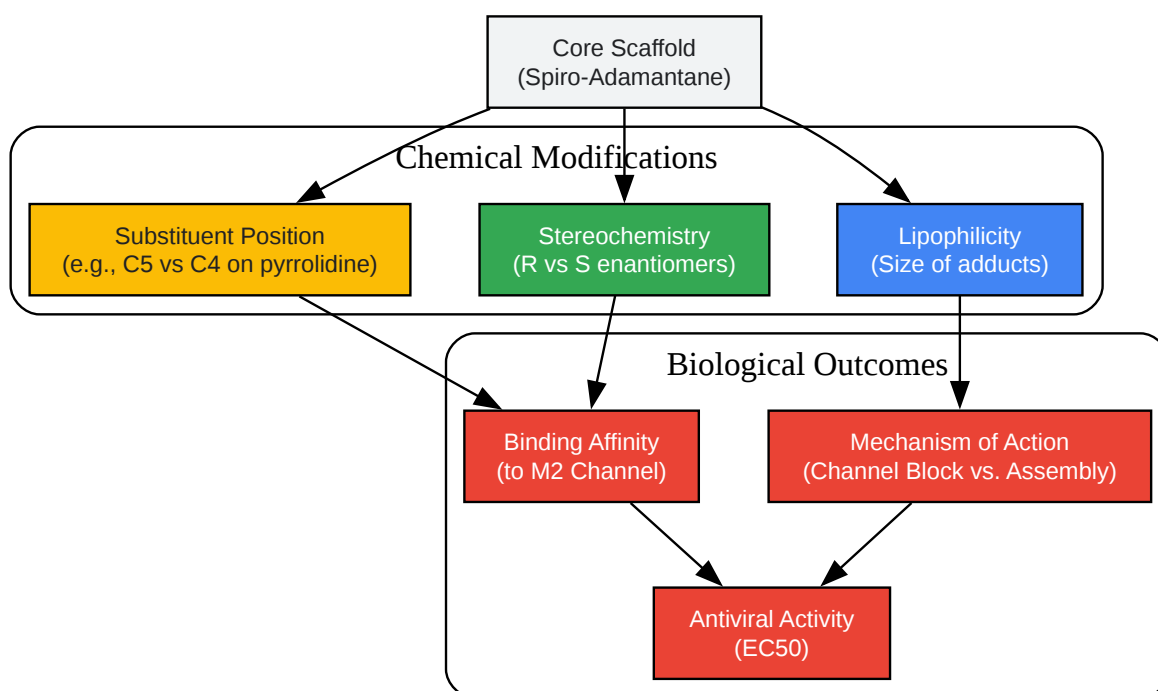 Core Scaffold
(Spiro-Adamantane)
Chemical Modifications
Substituent Position
(e.g., C5 vs C4 on pyrrolidine)
Stereochemistry
(R vs S enantiomers)
Lipophilicity
(Size of adducts)
Biological Outcomes
Binding Affinity
(to M2 Channel)
Mechanism of Action
(Channel Block vs. Assembly)
Antiviral Activity
(EC50)